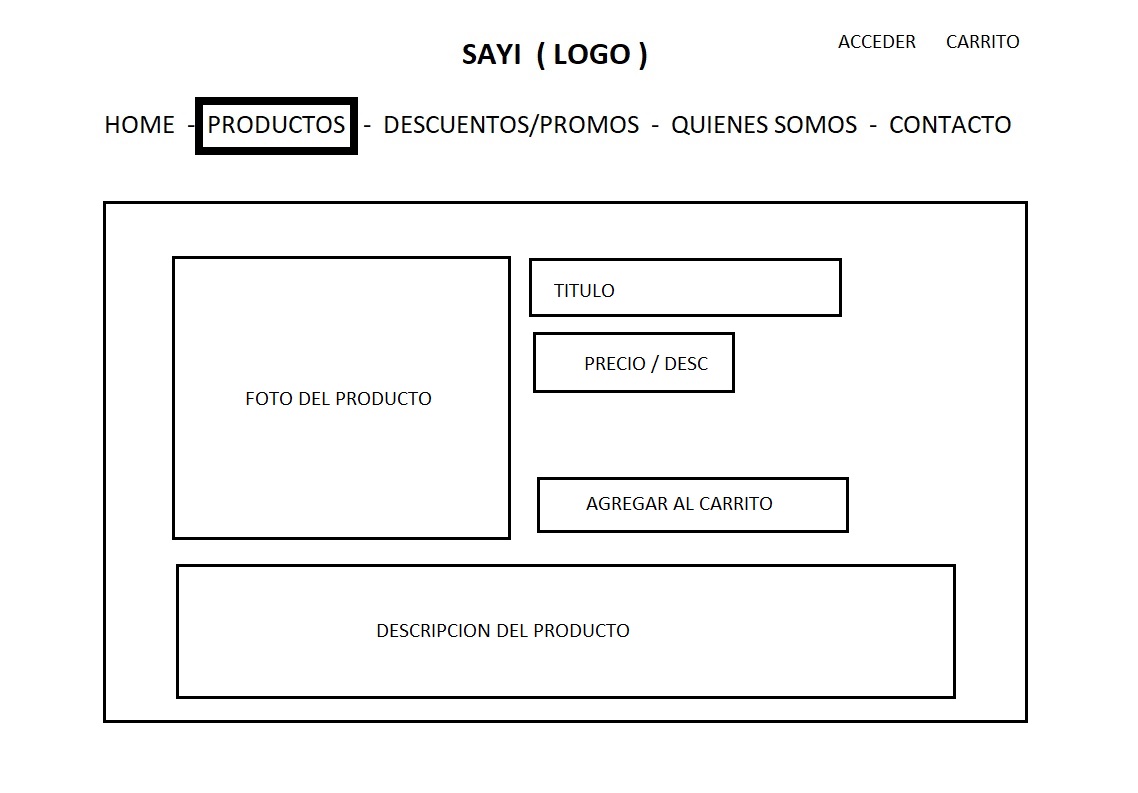 ACCEDER CARRITO
SAYI ( LOGO )
HOME - PRODUCTOS - DESCUENTOS/PROMOS - QUIENES SOMOS - CONTACTO
TITULO
PRECIO / DESC
FOTO DEL PRODUCTO
AGREGAR AL CARRITO
DESCRIPCION DEL PRODUCTO